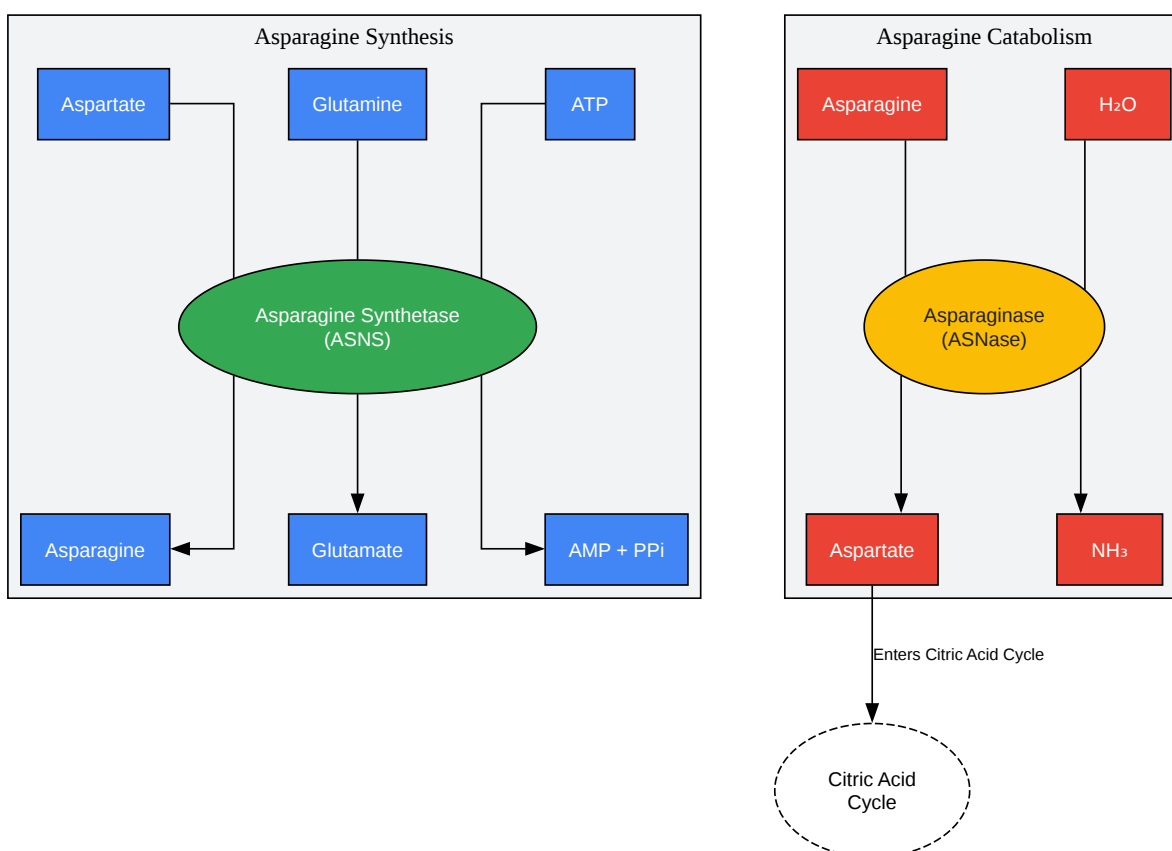 Asparagine Synthesis
Aspartate
Glutamine
ATP
Asparagine Synthetase
(ASNS)
Asparagine
Glutamate
AMP + PPi
Asparagine Catabolism
Asparagine
H₂O
Asparaginase
(ASNase)
Aspartate
NH₃
Enters Citric Acid Cycle
Citric Acid
Cycle